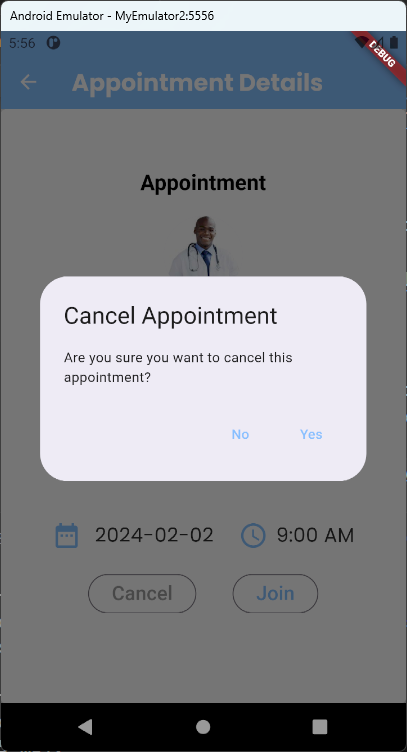 Android Emulator - MyEmulator2:5556
5:56
DEBUG
Appointment Details
Appointment
Cancel Appointment
Are you sure you want to cancel this
appointment?
No Yes
2024-02-02 9:00 AM
Cancel Join